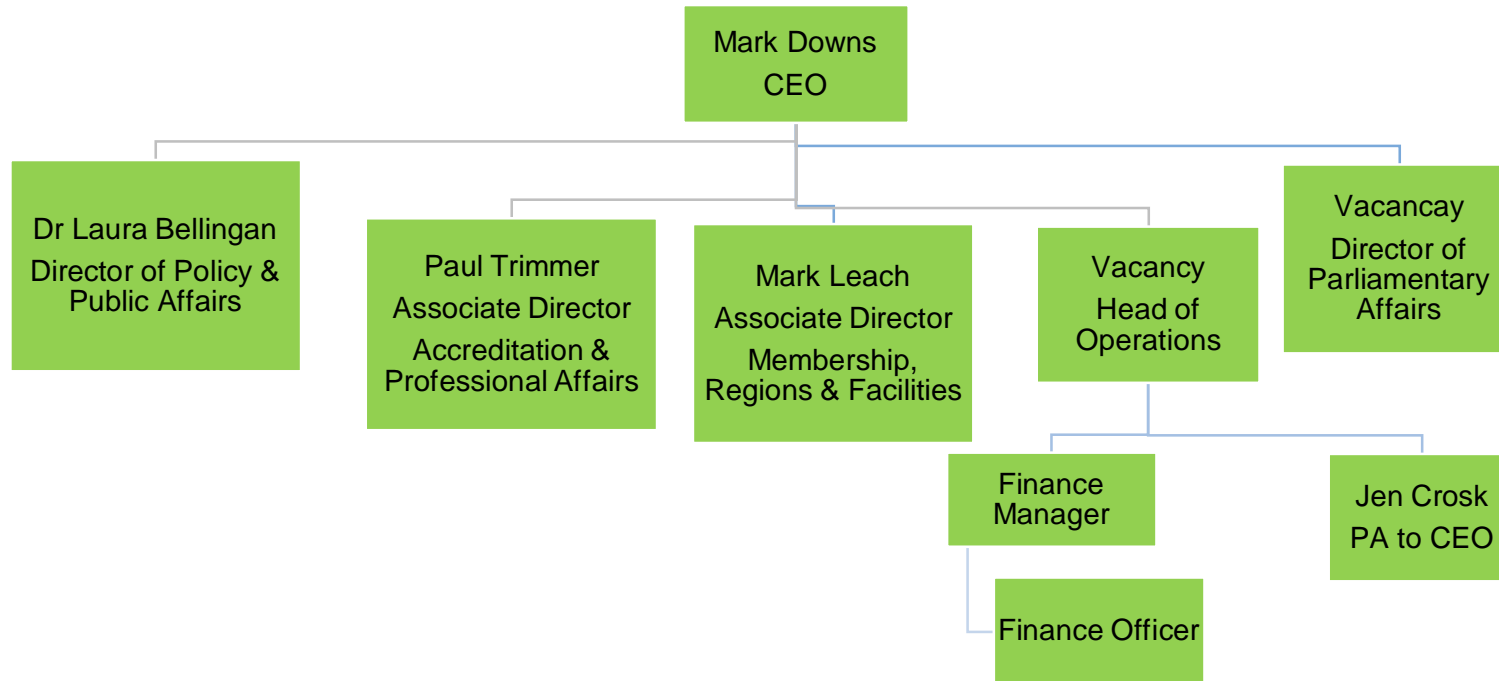 Mark Downs
CEO
Dr Laura Bellingan
Director of Policy &
Public Affairs
Paul Trimmer
Associate Director
Accreditation &
Professional Affairs
Mark Leach
Associate Director
Membership,
Regions & Facilities
Vacancy
Head of
Operations
Vacancay
Director of
Parliamentary
Affairs
Finance
Manager
Jen Crosk
PA to CEO
Finance Officer